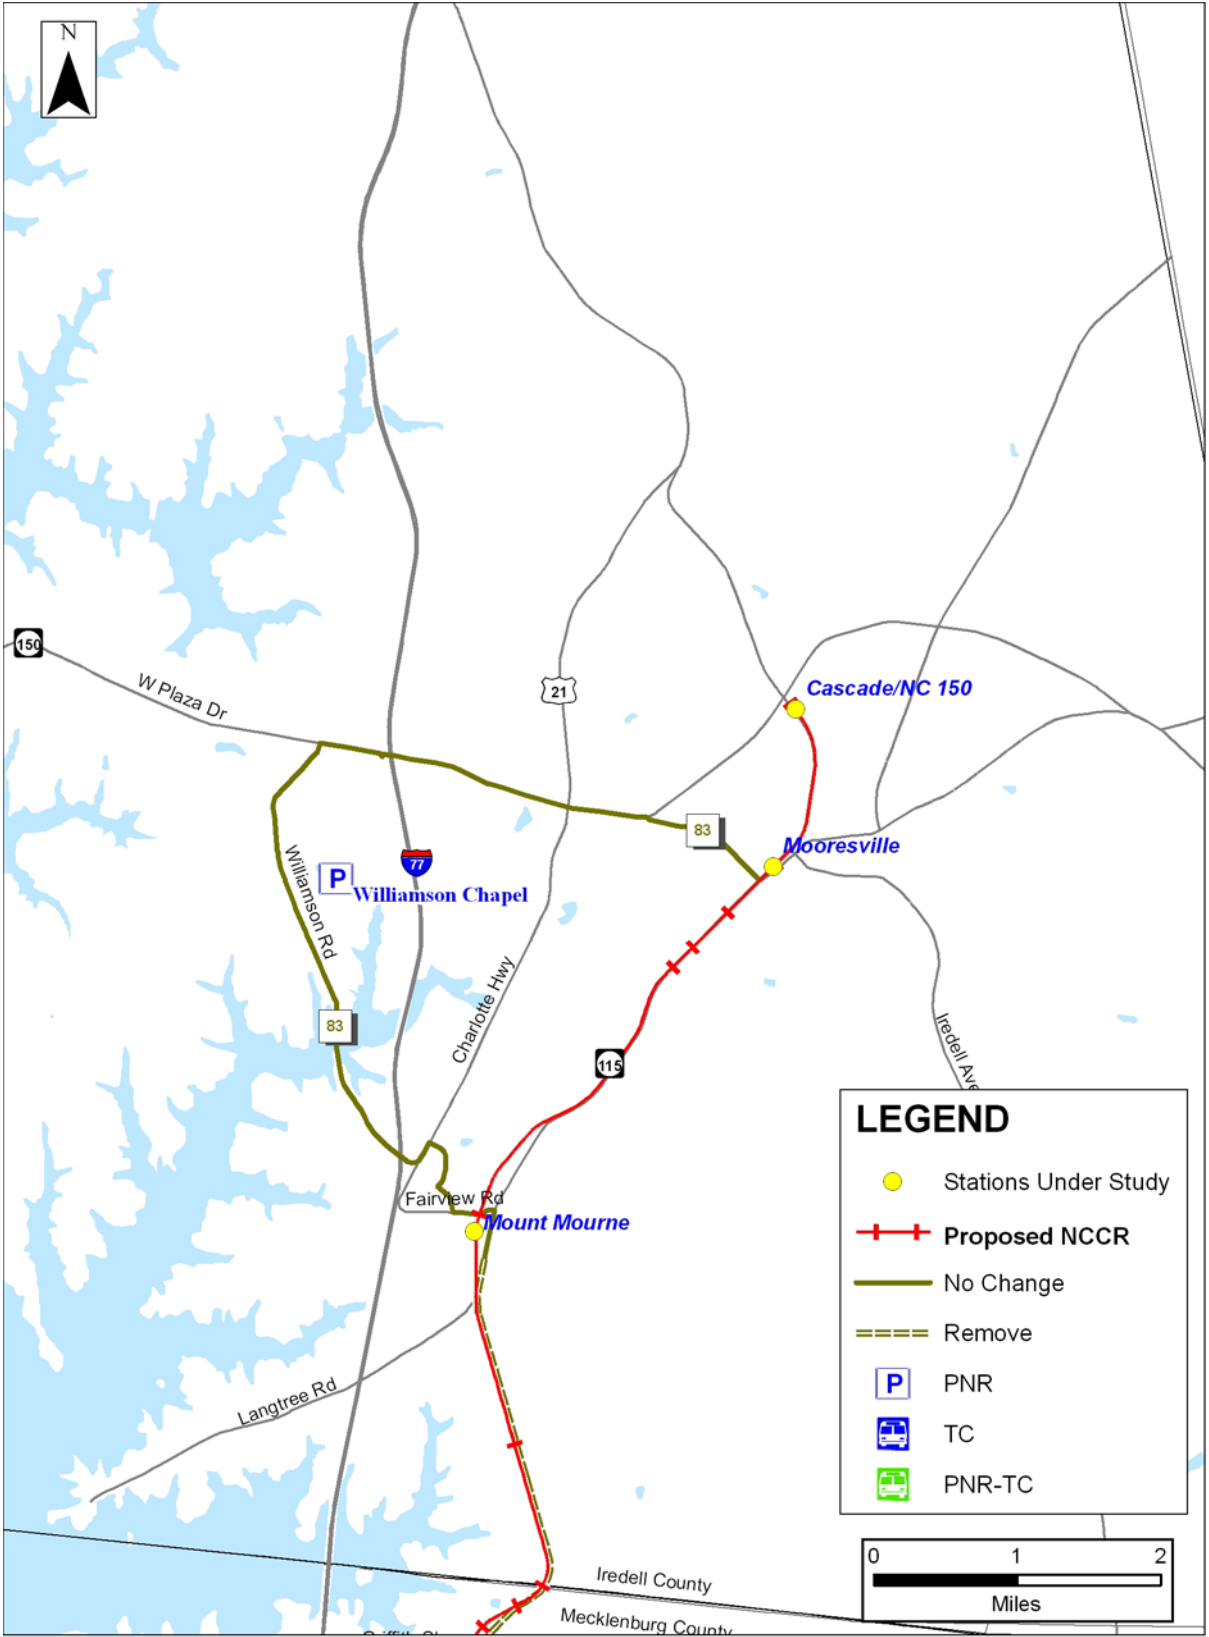 N
150
W Plaza Dr
21
Cascade/NC 150
83
Mooresville
77
P
Williamson Chapel
Williamson Rd
83
Charlotte Hwy
115
Iredell Ave
Fairview Rd
Mount Mourne
Langtree Rd
Iredell County
Mecklenburg County
LEGEND
Stations Under Study
Proposed NCCR
No Change
Remove
P PNR
TC
PNR-TC
0 1 2
Miles